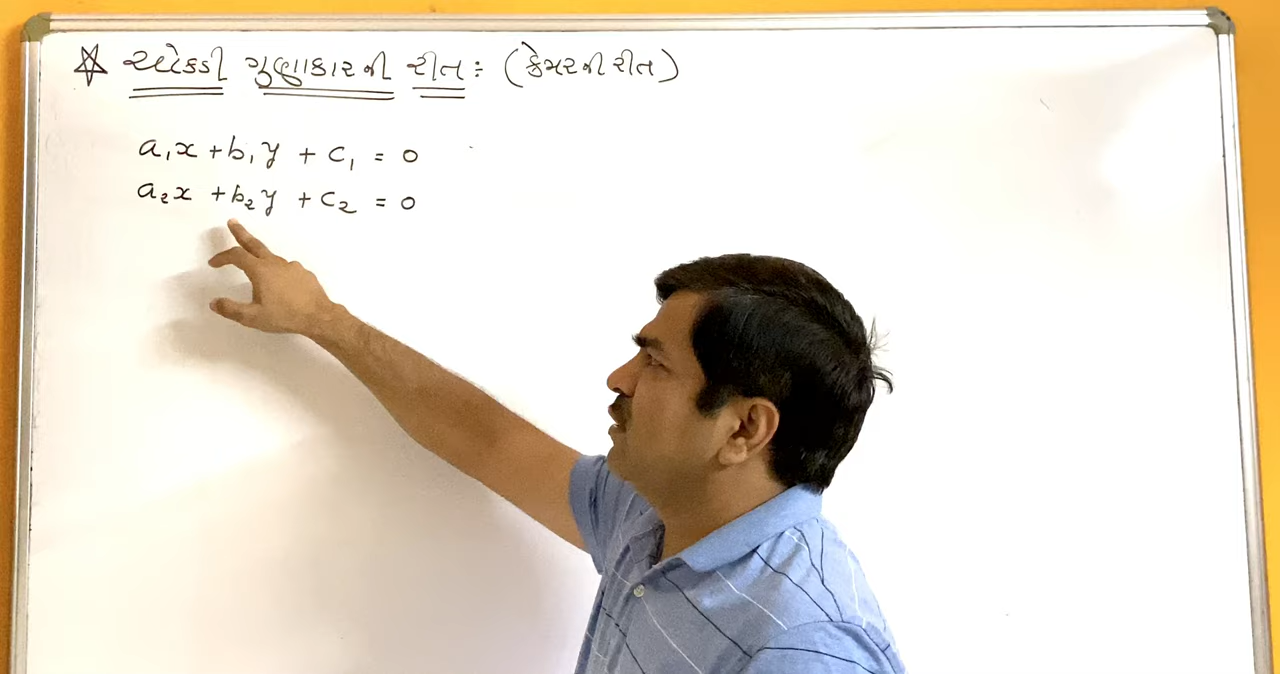 ☆ ચોકડી ગુણાકારની રીત : (ક્રેમરની રીત)
a₁x + b₁y + c₁ = 0
a₂x + b₂y + c₂ = 0